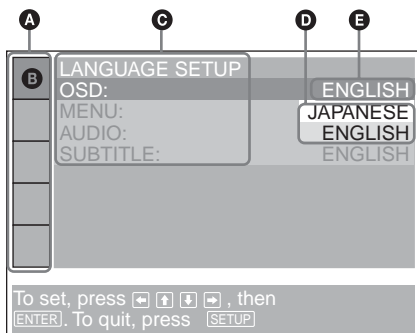 A C D E
B
LANGUAGE SETUP
OSD: ENGLISH
MENU: JAPANESE
AUDIO: ENGLISH
SUBTITLE: ENGLISH
To set, press ← ↑ ↓ → , then
ENTER . To quit, press SETUP